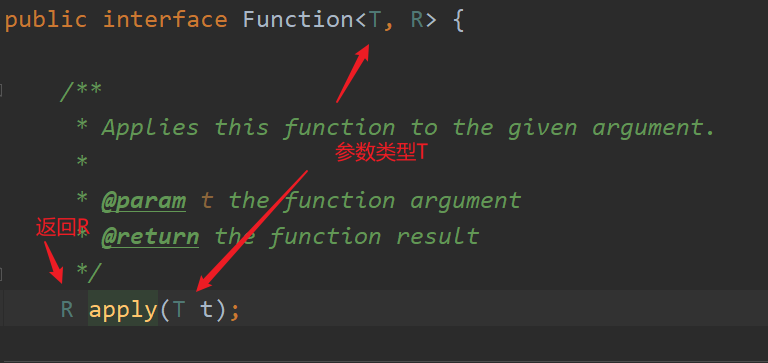 public interface Function<T, R> {
/**
* Applies this function to the given argument.
参数类型T
*
* @param t the function argument
返回R
* @return the function result
*/
R apply(T t);